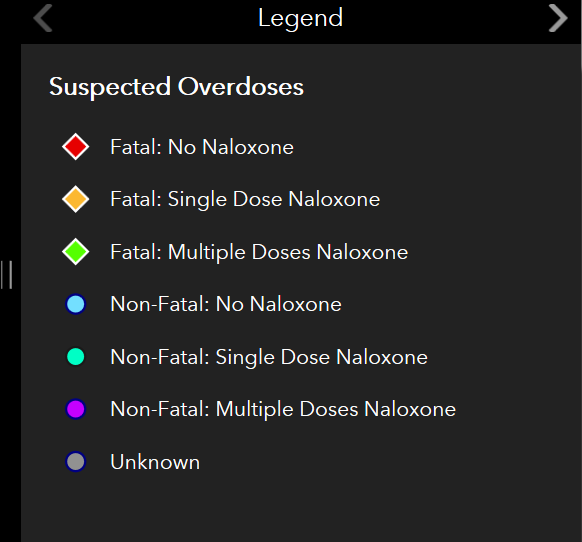 Legend
Suspected Overdoses
Fatal: No Naloxone
Fatal: Single Dose Naloxone
Fatal: Multiple Doses Naloxone
Non-Fatal: No Naloxone
Non-Fatal: Single Dose Naloxone
Non-Fatal: Multiple Doses Naloxone
Unknown